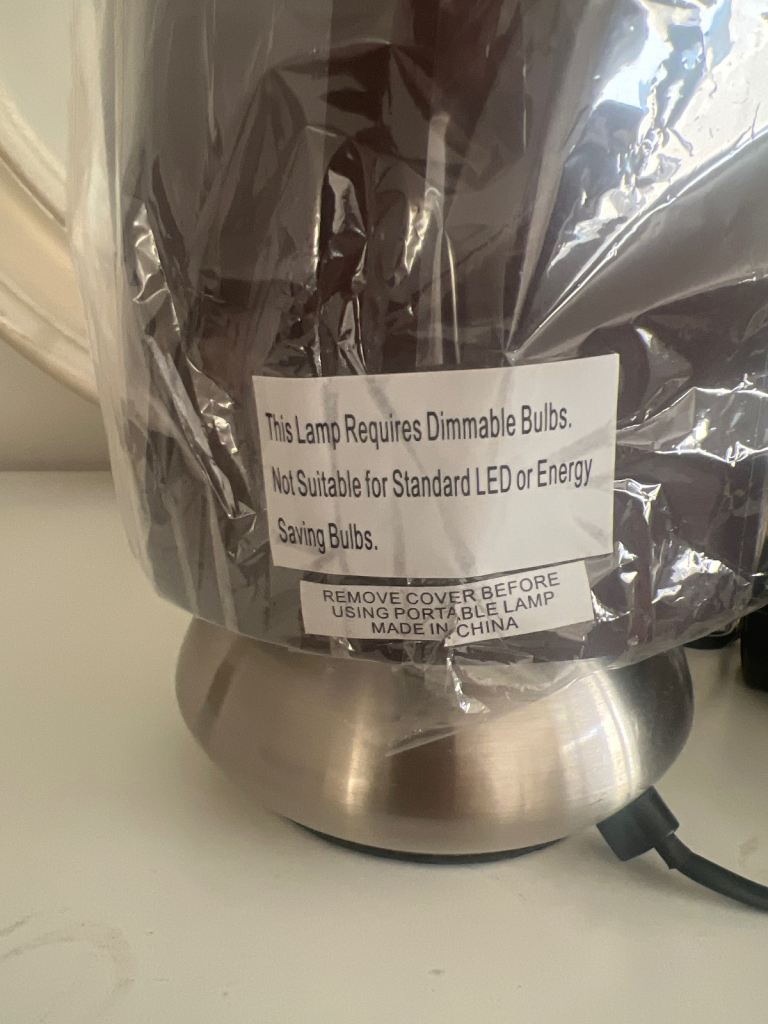 This Lamp Requires Dimmable Bulbs.
Not Suitable for Standard LED or Energy
Saving Bulbs.
REMOVE COVER BEFORE
USING PORTABLE LAMP
MADE IN CHINA